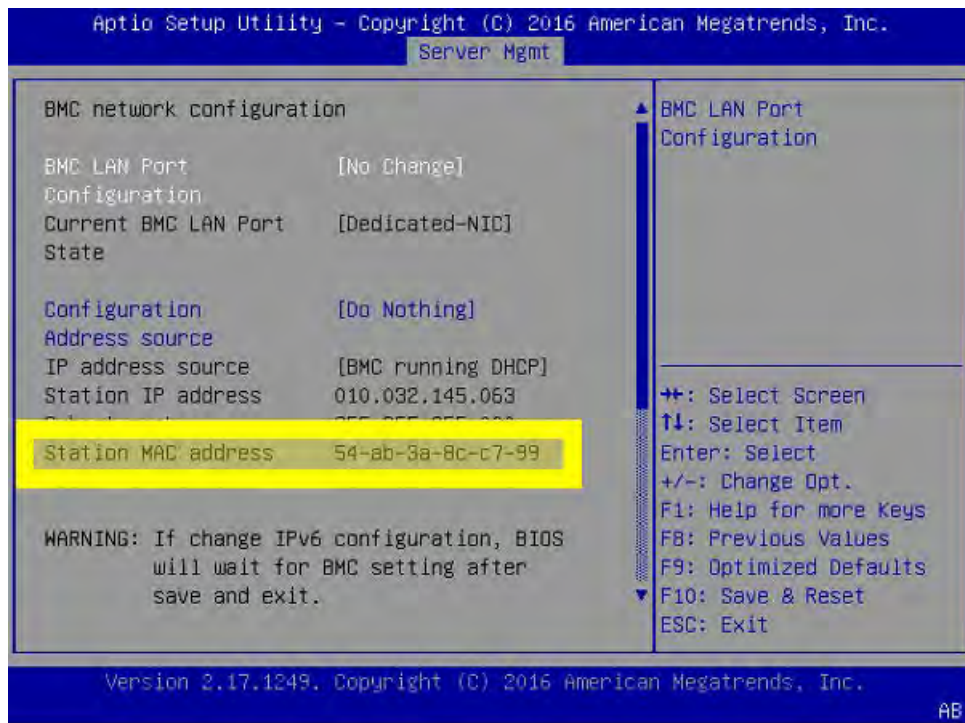 Aptio Setup Utility – Copyright (C) 2016 American Megatrends, Inc.
Server Mgmt
BMC network configuration
BMC LAN Port [No Change]
Configuration
Current BMC LAN Port [Dedicated-NIC]
State
Configuration [Do Nothing]
Address source
IP address source [BMC running DHCP]
Station IP address 010.032.145.063
Station MAC address 54-ab-3a-8c-c7-99
WARNING: If change IPv6 configuration, BIOS
will wait for BMC setting after
save and exit.
BMC LAN Port
Configuration
→←: Select Screen
↑↓: Select Item
Enter: Select
+/-: Change Opt.
F1: Help for more Keys
F8: Previous Values
F9: Optimized Defaults
F10: Save & Reset
ESC: Exit
Version 2.17.1249. Copyright (C) 2016 American Megatrends, Inc.
AB